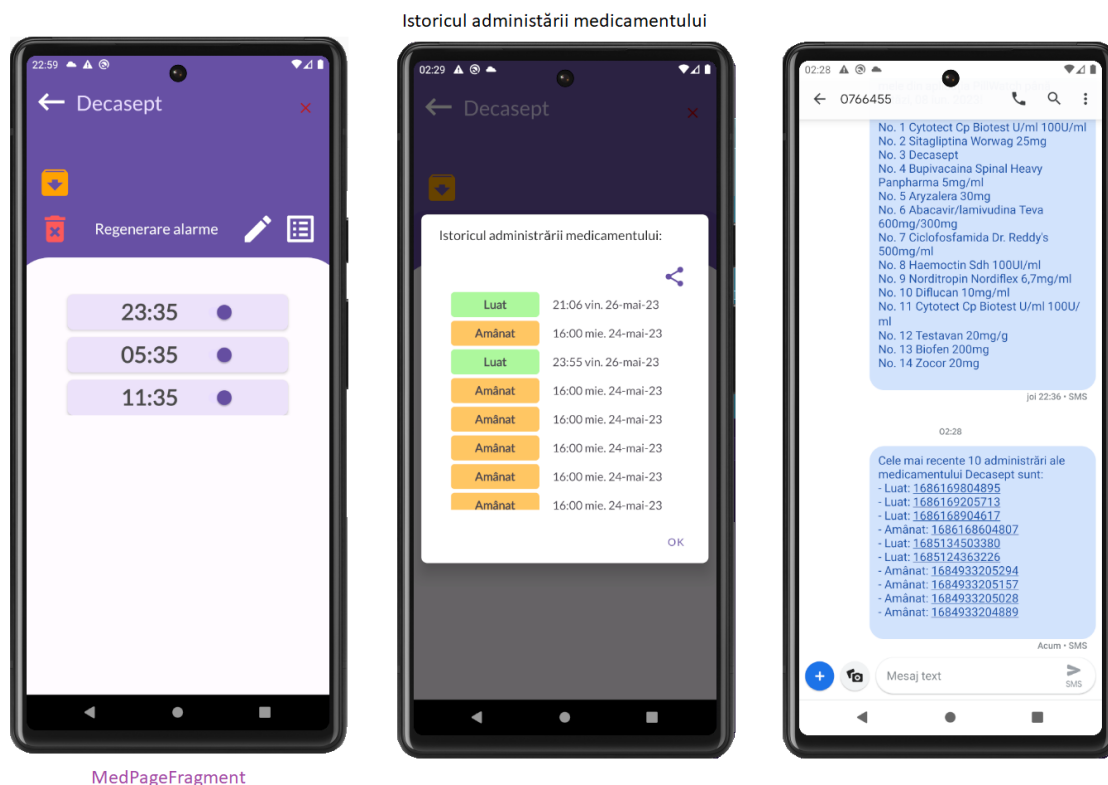 Istoricul administării medicamentului
22:59
Decasept
Regenerare alarme
23:35
05:35
11:35
MedPageFragment
02:29
Decasept
Istoricul administrării medicamentului:
Luat 21:06 vin. 26-mai-23
Amânat 16:00 mie. 24-mai-23
Luat 23:55 vin. 26-mai-23
Amânat 16:00 mie. 24-mai-23
Amânat 16:00 mie. 24-mai-23
Amânat 16:00 mie. 24-mai-23
Amânat 16:00 mie. 24-mai-23
Amânat 16:00 mie. 24-mai-23
OK
02:28
0766455
No. 1 Cytotect Cp Biotest U/ml 100U/ml
No. 2 Sitagliptina Worwag 25mg
No. 3 Decasept
No. 4 Bupivacaina Spinal Heavy
Panpharma 5mg/ml
No. 5 Aryzalera 30mg
No. 6 Abacavir/lamivudina Teva
600mg/300mg
No. 7 Ciclofosfamida Dr. Reddy's
500mg/ml
No. 8 Haemoctin Sdh 100UI/ml
No. 9 Norditropin Nordiflex 6,7mg/ml
No. 10 Diflucan 10mg/ml
No. 11 Cytotect Cp Biotest U/ml 100U/
ml
No. 12 Testavan 20mg/g
No. 13 Biofen 200mg
No. 14 Zocor 20mg
joi 22:36 • SMS
02:28
Cele mai recente 10 administrări ale
medicamentului Decasept sunt:
- Luat: 1686169804895
- Luat: 1686169205713
- Luat: 1686168904617
- Amânat: 1686168604807
- Luat: 1685134503380
- Luat: 1685124363226
- Amânat: 1684933205294
- Amânat: 1684933205157
- Amânat: 1684933205028
- Amânat: 1684933204889
Acum • SMS
Mesaj text
SMS